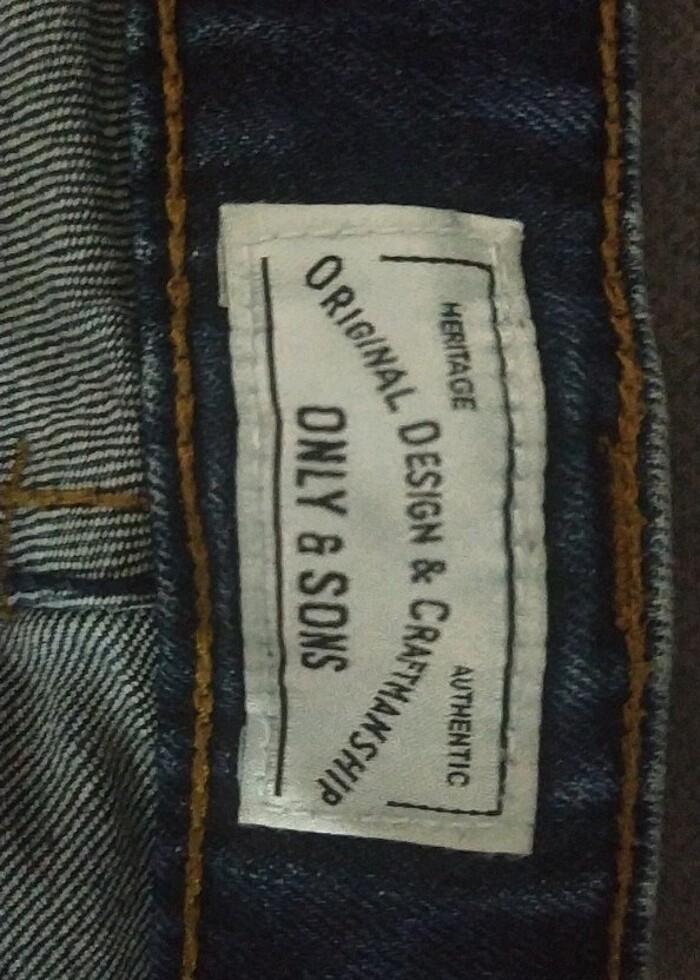 HERITAGE AUTHENTIC
ORIGINAL DESIGN & CRAFTMANSHIP
ONLY & SONS